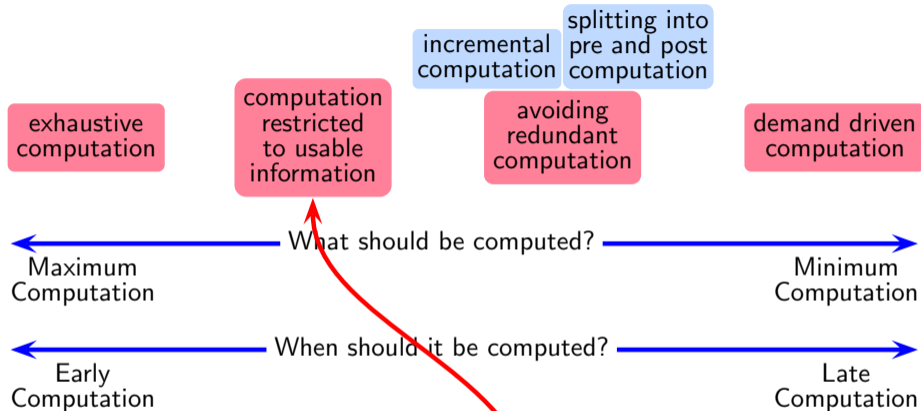 incremental
computation
splitting into
pre and post
computation
exhaustive
computation
computation
restricted
to usable
information
avoiding
redundant
computation
demand driven
computation
What should be computed?
Maximum
Computation
Minimum
Computation
When should it be computed?
Early
Computation
Late
Computation